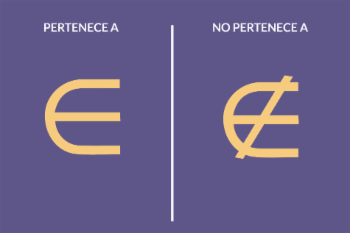 PERTENECE A
∈
NO PERTENECE A
∉